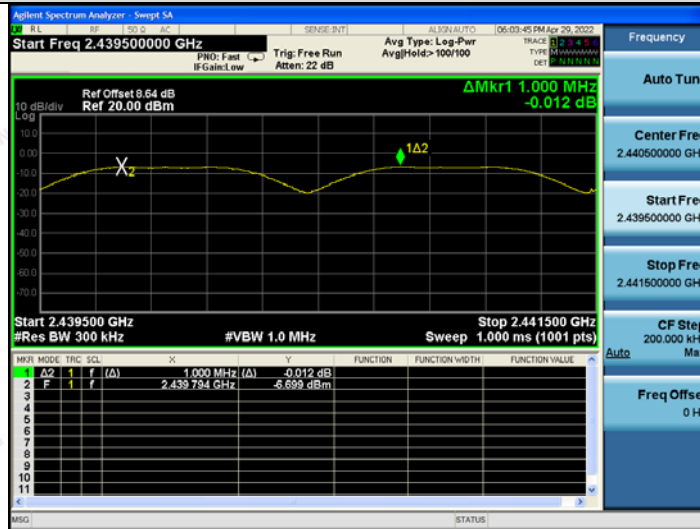 Agilent Spectrum Analyzer - Swept SA
RL RF 50 Ω AC SENSE:INT ALIGN AUTO 06:03:45 PM Apr 29, 2022
Start Freq 2.439500000 GHz
PNO: Fast
IFGain:Low
Trig: Free Run
Atten: 22 dB
Avg Type: Log-Pwr
Avg|Hold:>100/100
TRACE 1 2 3 4 5 6
TYPE M
DET P N N N N N
ΔMkr1 1.000 MHz
-0.012 dB
Ref Offset 8.64 dB
10 dB/div Ref 20.00 dBm
Log
10.0
0.00
-10.0
-20.0
-30.0
-40.0
-50.0
-60.0
-70.0
X2
1Δ2
Start 2.439500 GHz Stop 2.441500 GHz
#Res BW 300 kHz #VBW 1.0 MHz Sweep 1.000 ms (1001 pts)
MKR MODE TRC SCL X Y FUNCTION FUNCTION WIDTH FUNCTION VALUE
1 Δ2 1 f (Δ) 1.000 MHz (Δ) -0.012 dB
2 F 1 f 2.439 794 GHz -6.699 dBm
3
4
5
6
7
8
9
10
11
MSG STATUS
Frequency
Auto Tun
Center Fre
2.440500000 GH
Start Fre
2.439500000 GH
Stop Fre
2.441500000 GH
CF Step
200.000 kH
Auto Ma
Freq Offse
0 H